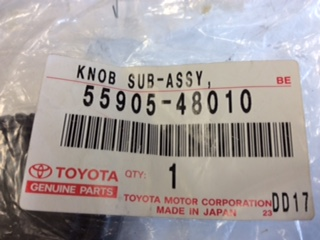 KNOB SUB-ASSY,
BE
55905-48010
TOYOTA QTY: 1
GENUINE PARTS
TOYOTA MOTOR CORPORATION
MADE IN JAPAN 23 DD17